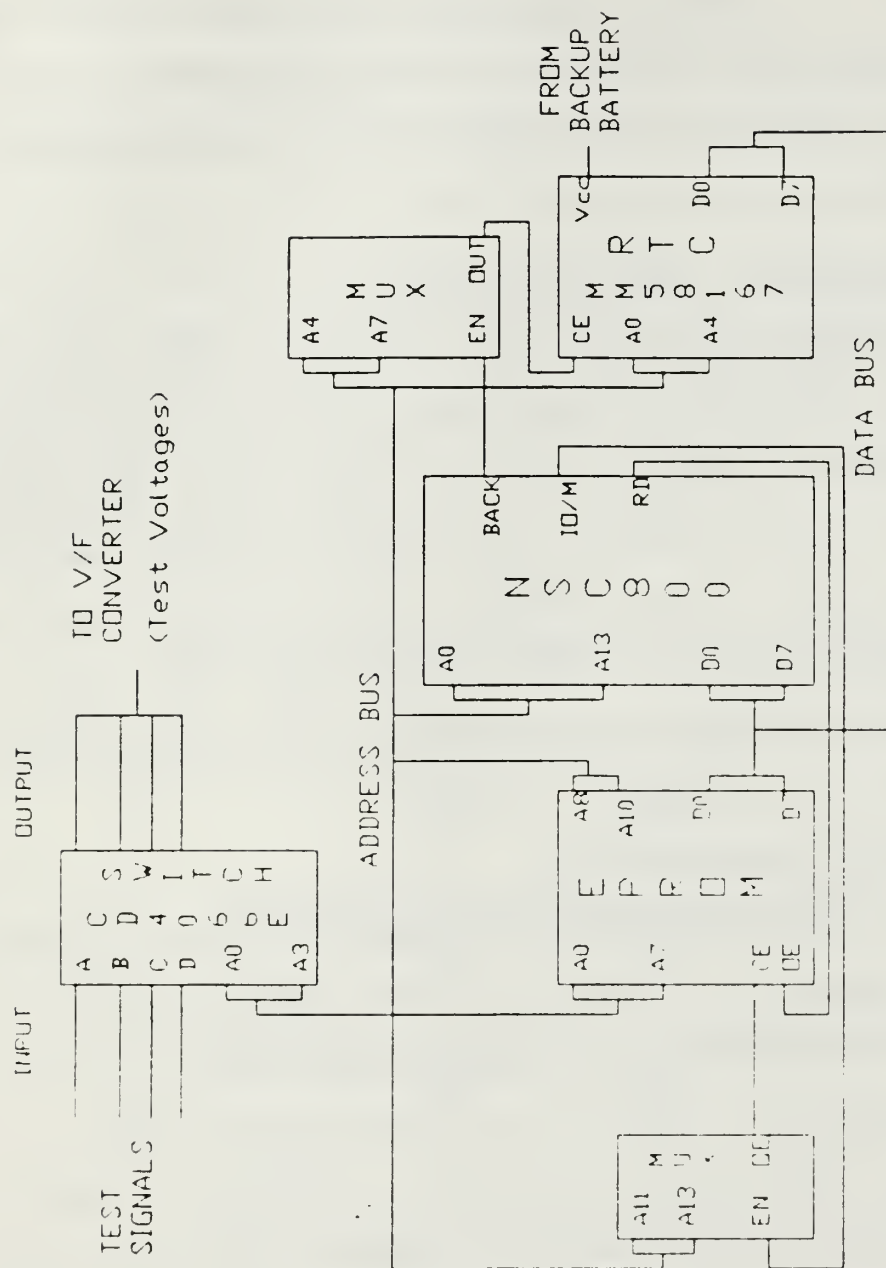 INPUT
OUTPUT
TEST
SIGNALS
A
B
C
D
A0
A3
CD4066E
SWITCH
TO V/F
CONVERTER
(Test Voltages)
ADDRESS BUS
A4
A7
MUX
EN
OUT
FROM
BACKUP
BATTERY
Vcc
CE
A0
A4
RTC
MM58167
D0
D7
DATA BUS
A0
A13
D0
D7
NSC800
BACK
IO/M
RD
A0
A7
OE
EPROM
A8
A10
D0
D7
A11
A13
EN